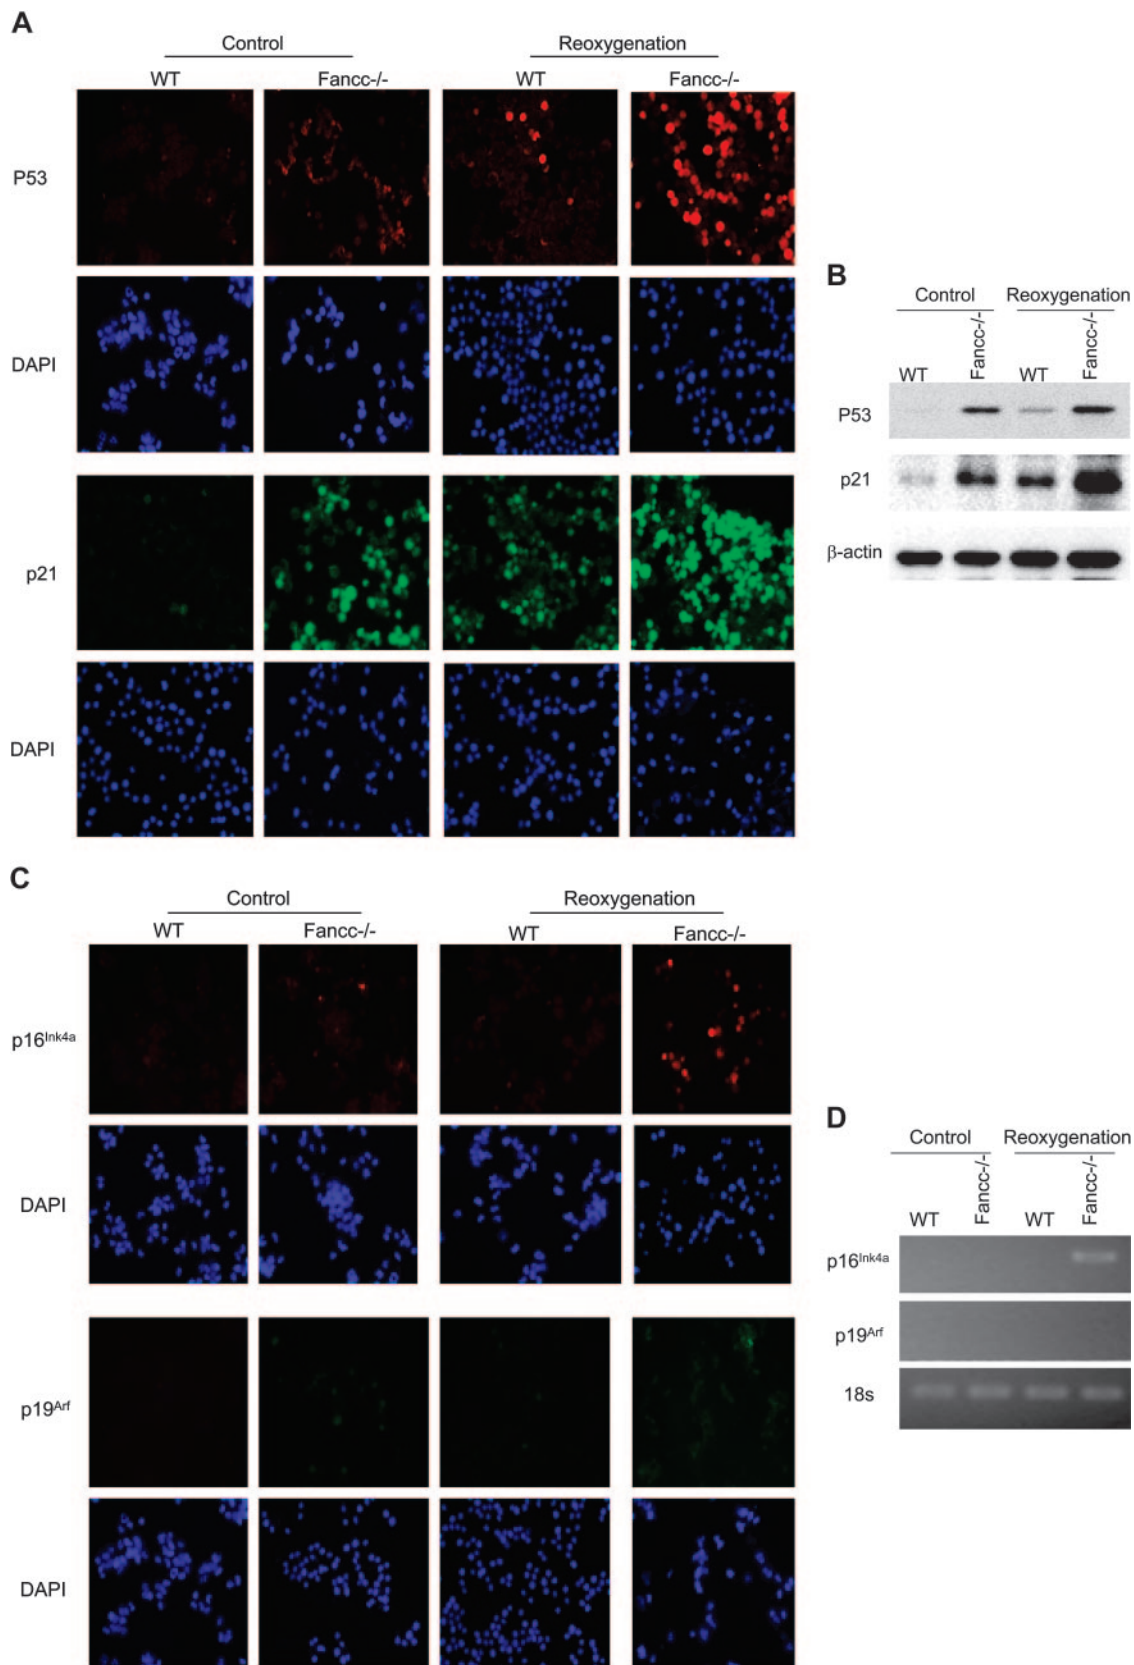 A
Control Reoxygenation
WT Fancc-/- WT Fancc-/-
P53
DAPI
p21
DAPI
B
Control Reoxygenation
WT Fancc-/- WT Fancc-/-
P53
p21
β-actin
C
Control Reoxygenation
WT Fancc-/- WT Fancc-/-
p16Ink4a
DAPI
p19Arf
DAPI
D
Control Reoxygenation
WT Fancc-/- WT Fancc-/-
p16Ink4a
p19Arf
18s